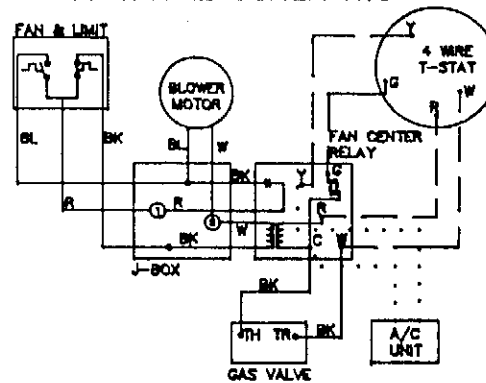 FAN & LIMIT
Y
4 WIRE
T-STAT
G
R
W
BLOWER
MOTOR
BL
BK
BL
W
FAN CENTER
RELAY
BK
Y
G
R
R
1
2
W
R
BK
C
W
J-BOX
BK
TH
TR
BK
A/C
UNIT
GAS VALVE